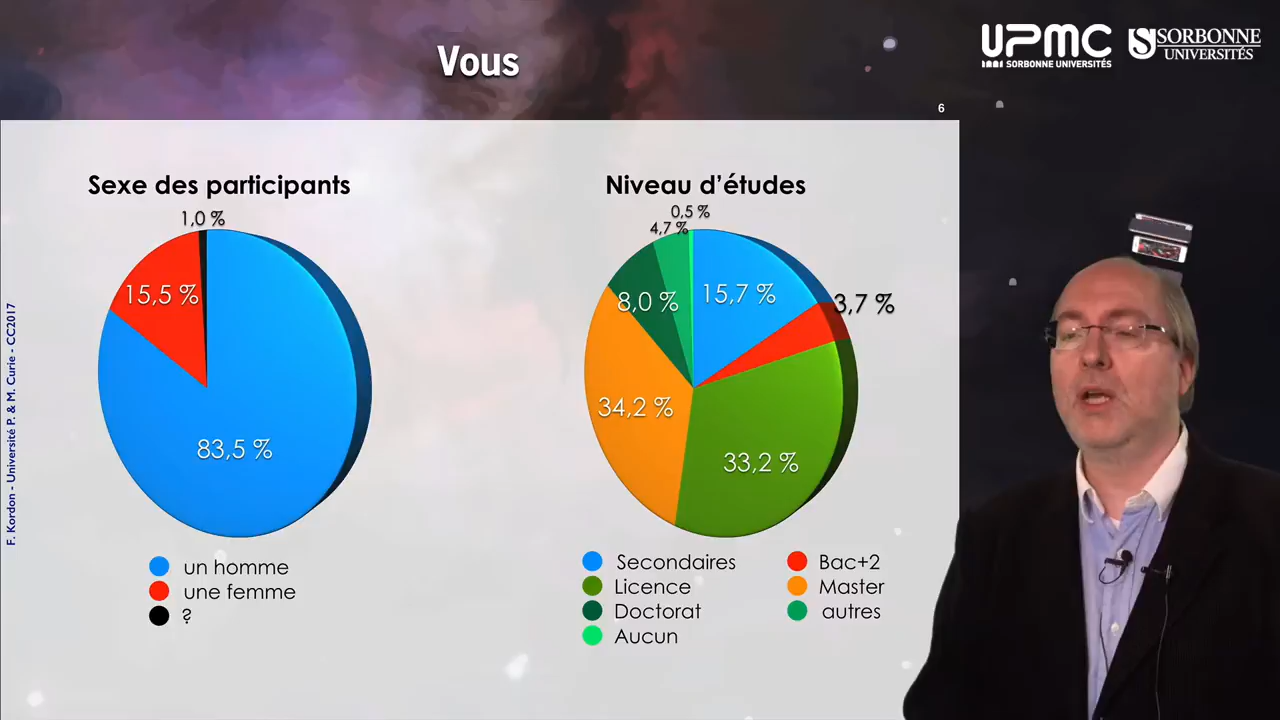 Vous
UPMC
SORBONNE UNIVERSITÉS
SORBONNE
UNIVERSITÉS
6
Sexe des participants
1,0 %
15,5 %
83,5 %
un homme
une femme
?
Niveau d'études
0,5 %
4,7 %
8,0 %
15,7 %
3,7 %
34,2 %
33,2 %
Secondaires
Bac+2
Licence
Master
Doctorat
autres
Aucun
F. Kordon - Université P. & M. Curie - CC2017